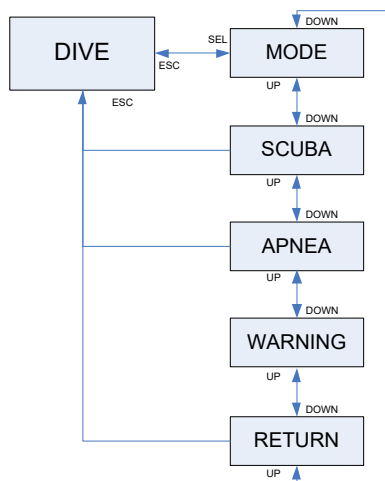 DOWN
DIVE
SEL
MODE
ESC
UP
ESC
DOWN
SCUBA
UP
DOWN
APNEA
UP
DOWN
WARNING
UP
DOWN
RETURN
UP